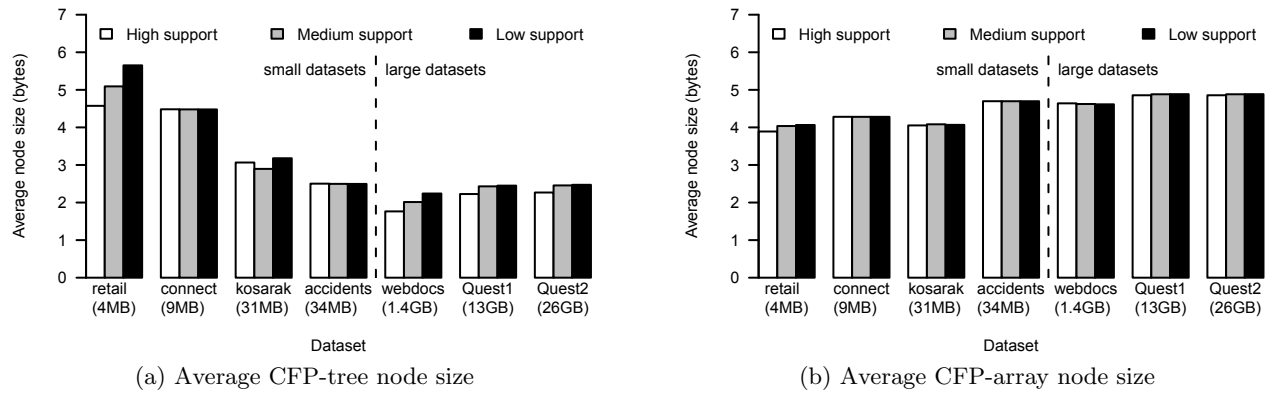 7
6
5
4
3
2
1
0
Average node size (bytes)
High support
Medium support
Low support
small datasets
large datasets
retail
(4MB)
connect
(9MB)
kosarak
(31MB)
accidents
(34MB)
webdocs
(1.4GB)
Quest1
(13GB)
Quest2
(26GB)
Dataset
(a) Average CFP-tree node size
7
6
5
4
3
2
1
0
Average node size (bytes)
High support
Medium support
Low support
small datasets
large datasets
retail
(4MB)
connect
(9MB)
kosarak
(31MB)
accidents
(34MB)
webdocs
(1.4GB)
Quest1
(13GB)
Quest2
(26GB)
Dataset
(b) Average CFP-array node size